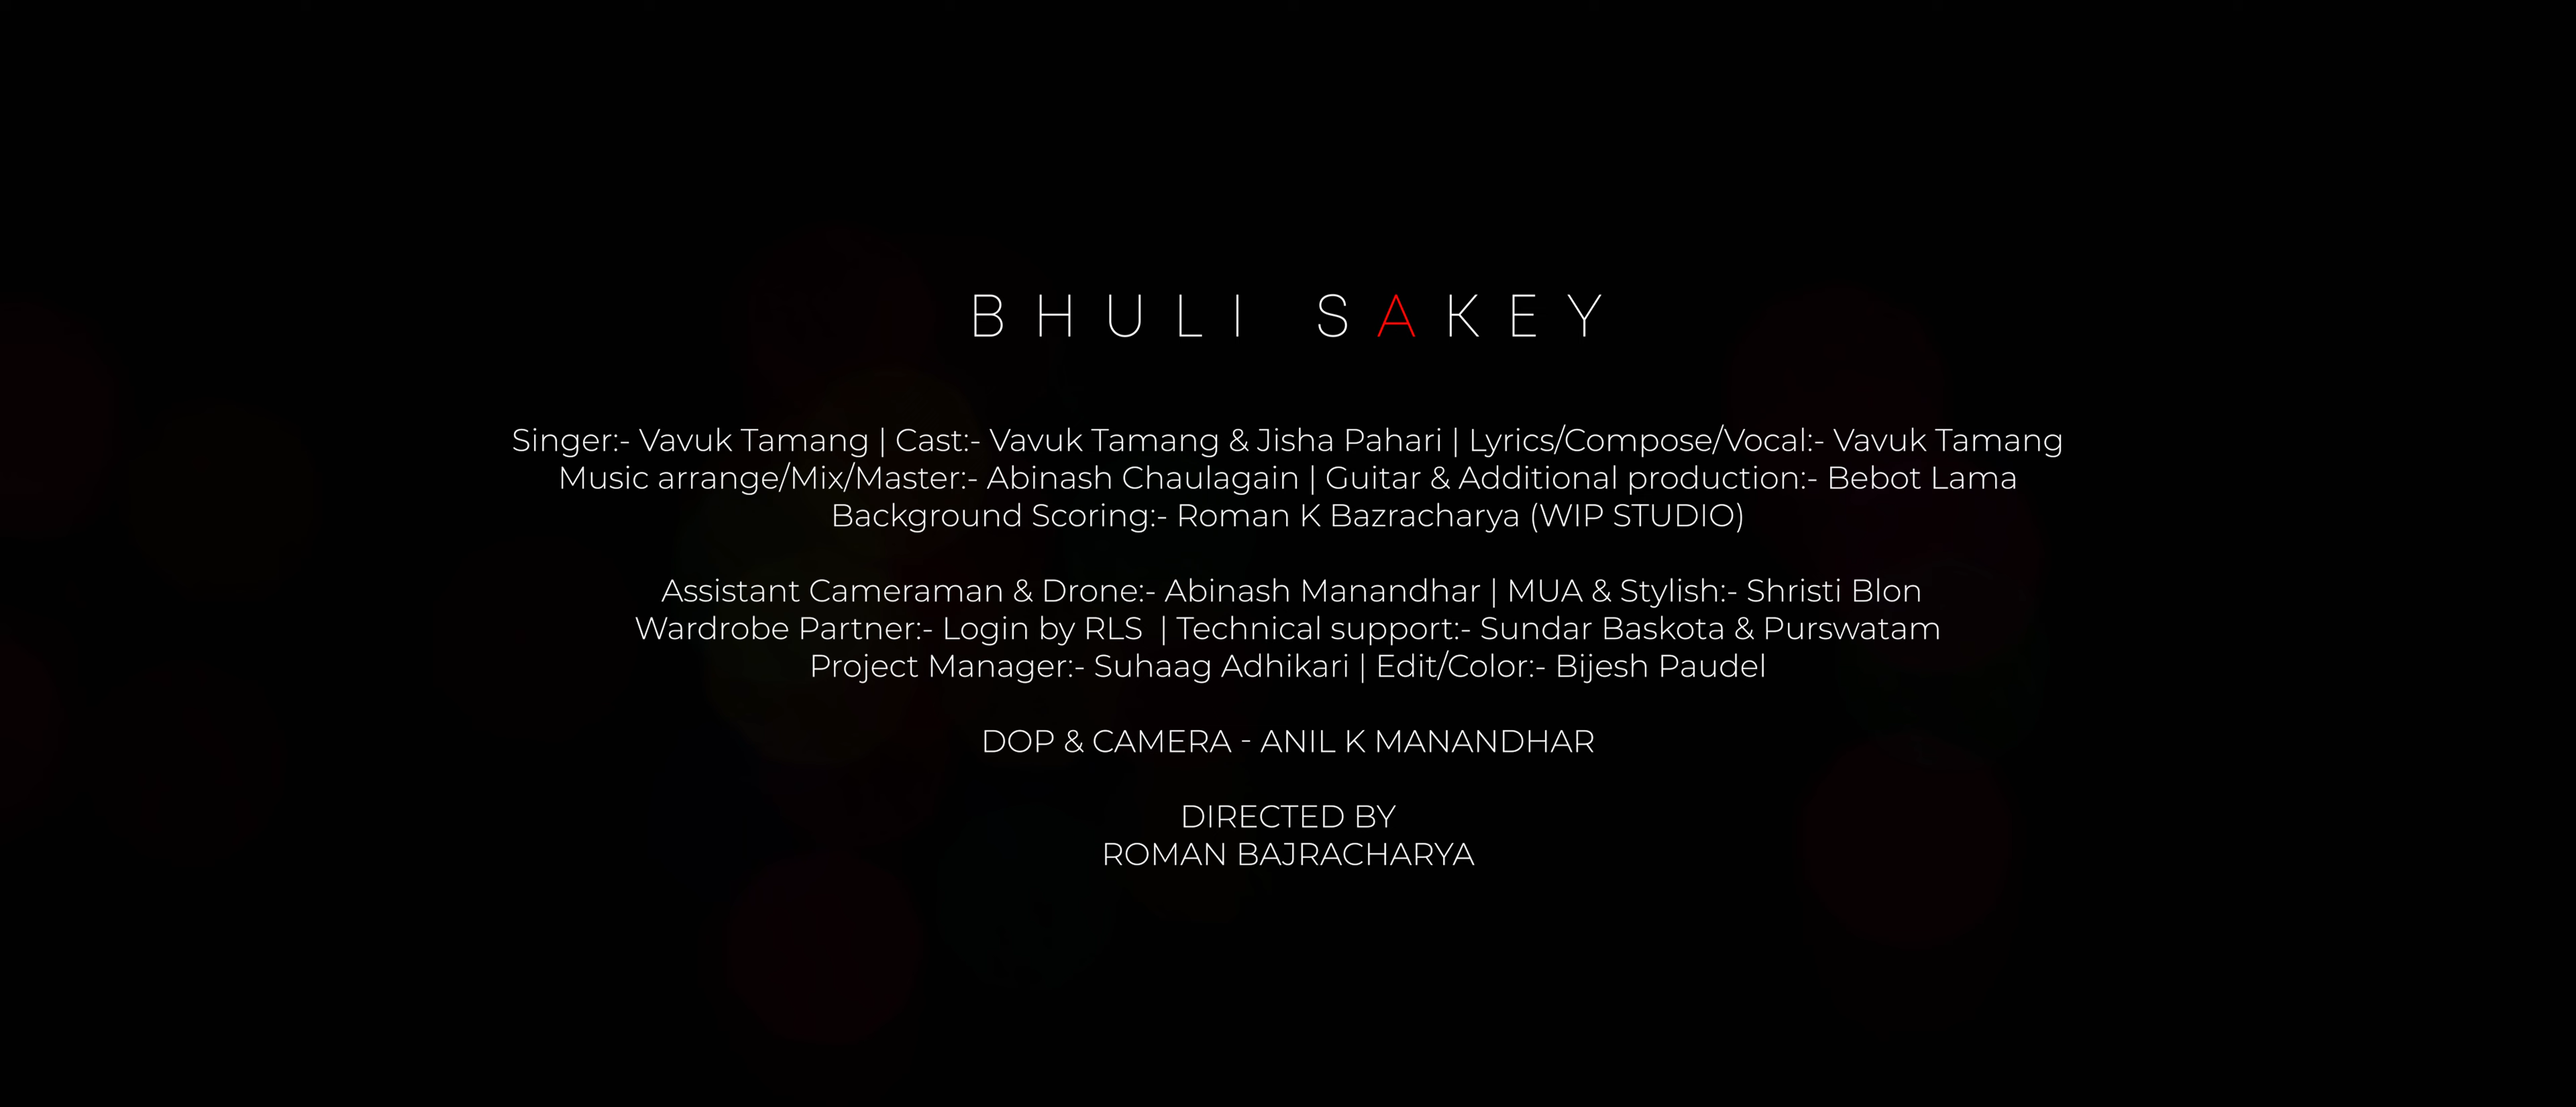 BHULI SAKEY
Singer:- Vavuk Tamang | Cast:- Vavuk Tamang & Jisha Pahari | Lyrics/Compose/Vocal:- Vavuk Tamang
Music arrange/Mix/Master:- Abinash Chaulagain | Guitar & Additional production:- Bebot Lama
Background Scoring:- Roman K Bazracharya (WIP STUDIO)
Assistant Cameraman & Drone:- Abinash Manandhar | MUA & Stylish:- Shristi Blon
Wardrobe Partner:- Login by RLS | Technical support:- Sundar Baskota & Purswatam
Project Manager:- Suhaag Adhikari | Edit/Color:- Bijesh Paudel
DOP & CAMERA - ANIL K MANANDHAR
DIRECTED BY
ROMAN BAJRACHARYA